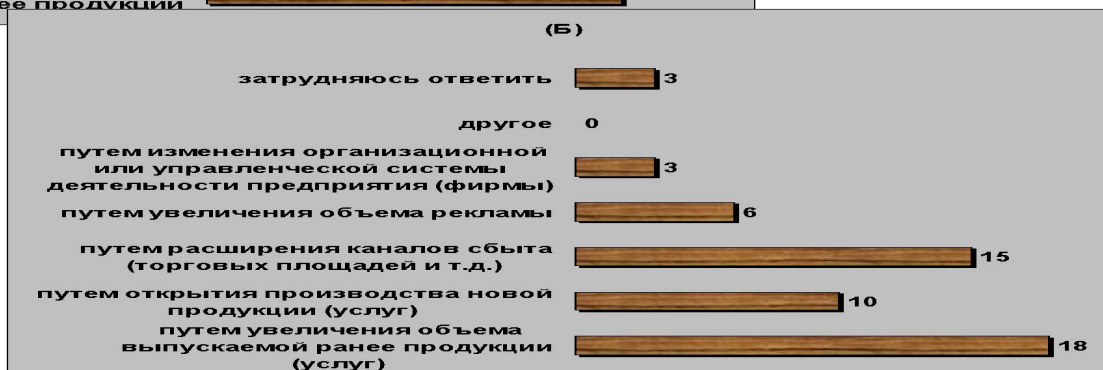 ее продукции
(Б)
затрудняюсь ответить 3
другое 0
путем изменения организационной
или управленческой системы
деятельности предприятия (фирмы) 3
путем увеличения объема рекламы 6
путем расширения каналов сбыта
(торговых площадей и т.д.) 15
путем открытия производства новой
продукции (услуг) 10
путем увеличения объема
выпускаемой ранее продукции
(услуг) 18